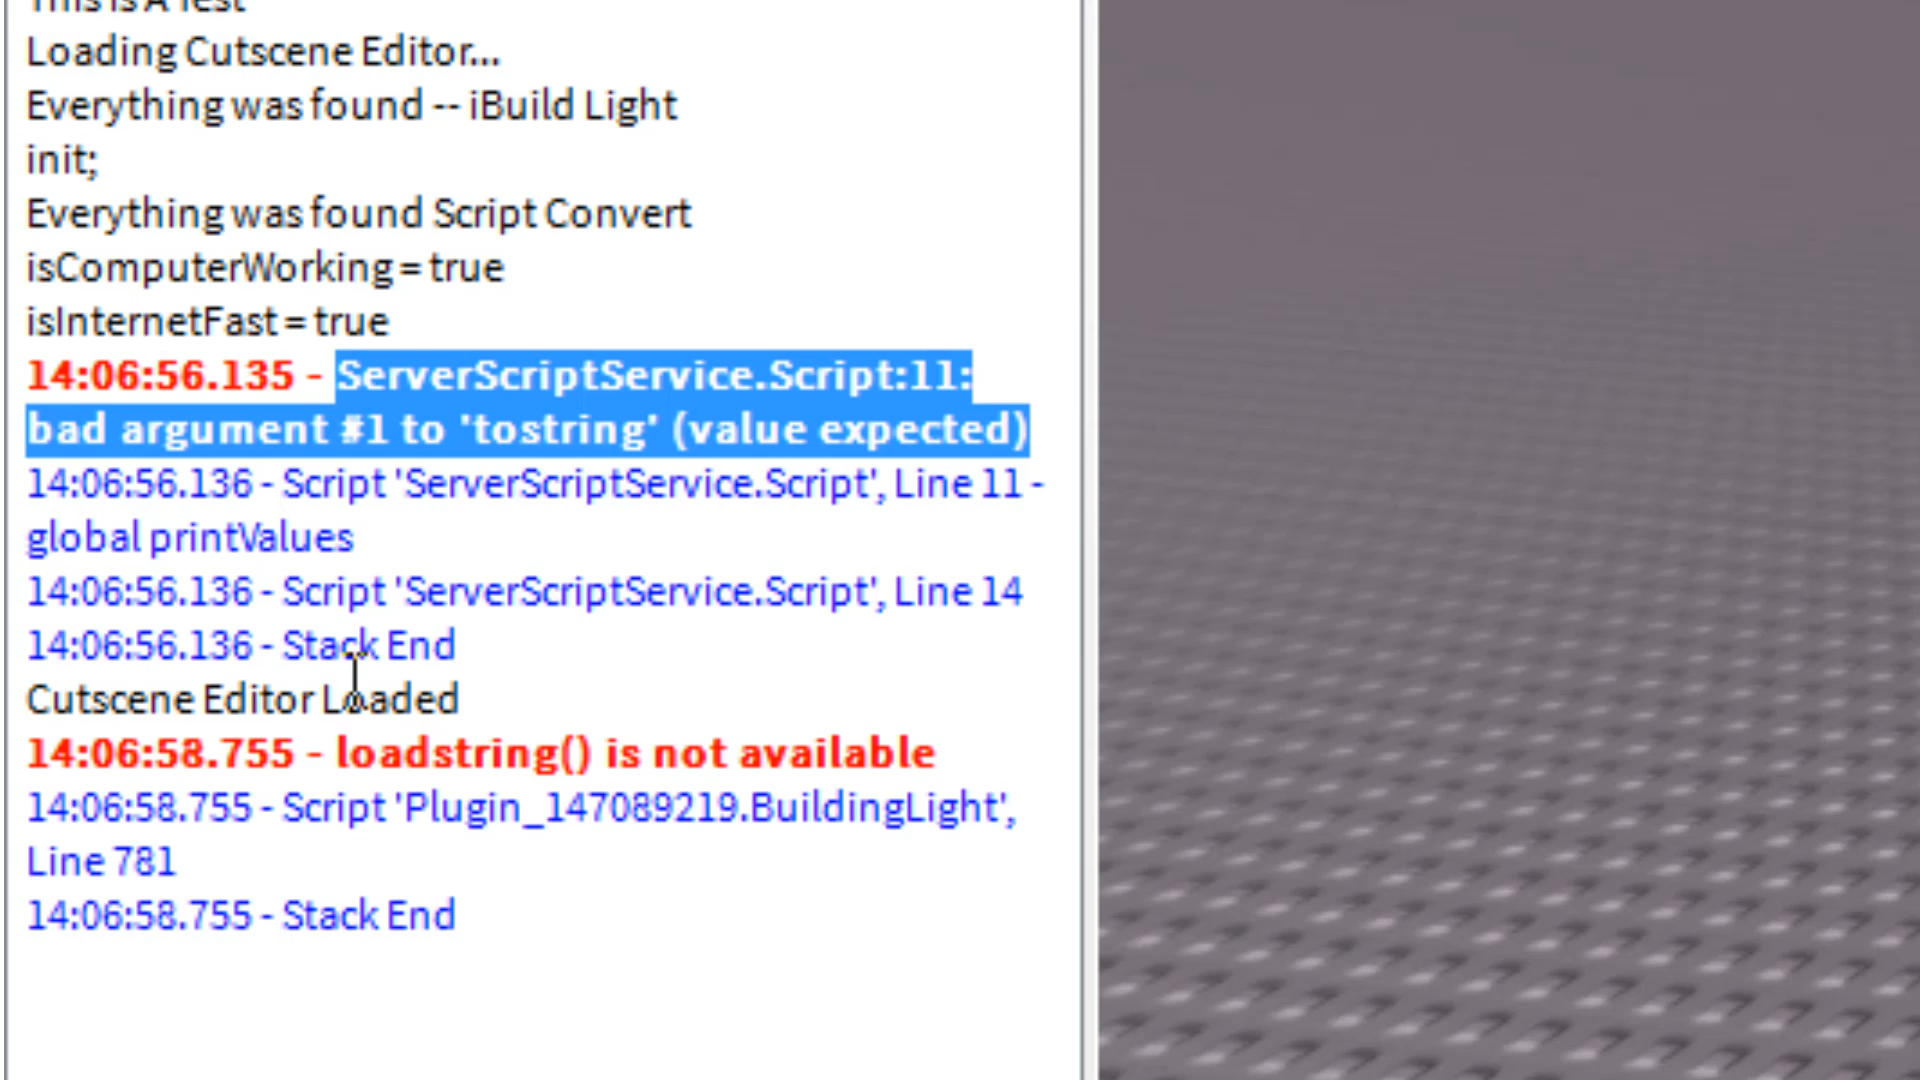 This Is A Test
Loading Cutscene Editor...
Everything was found -- iBuild Light
init;
Everything was found Script Convert
isComputerWorking = true
isInternetFast = true
14:06:56.135 - ServerScriptService.Script:11:
bad argument #1 to 'tostring' (value expected)
14:06:56.136 - Script 'ServerScriptService.Script', Line 11 -
global printValues
14:06:56.136 - Script 'ServerScriptService.Script', Line 14
14:06:56.136 - Stack End
Cutscene Editor Loaded
14:06:58.755 - loadstring() is not available
14:06:58.755 - Script 'Plugin_147089219.BuildingLight',
Line 781
14:06:58.755 - Stack End